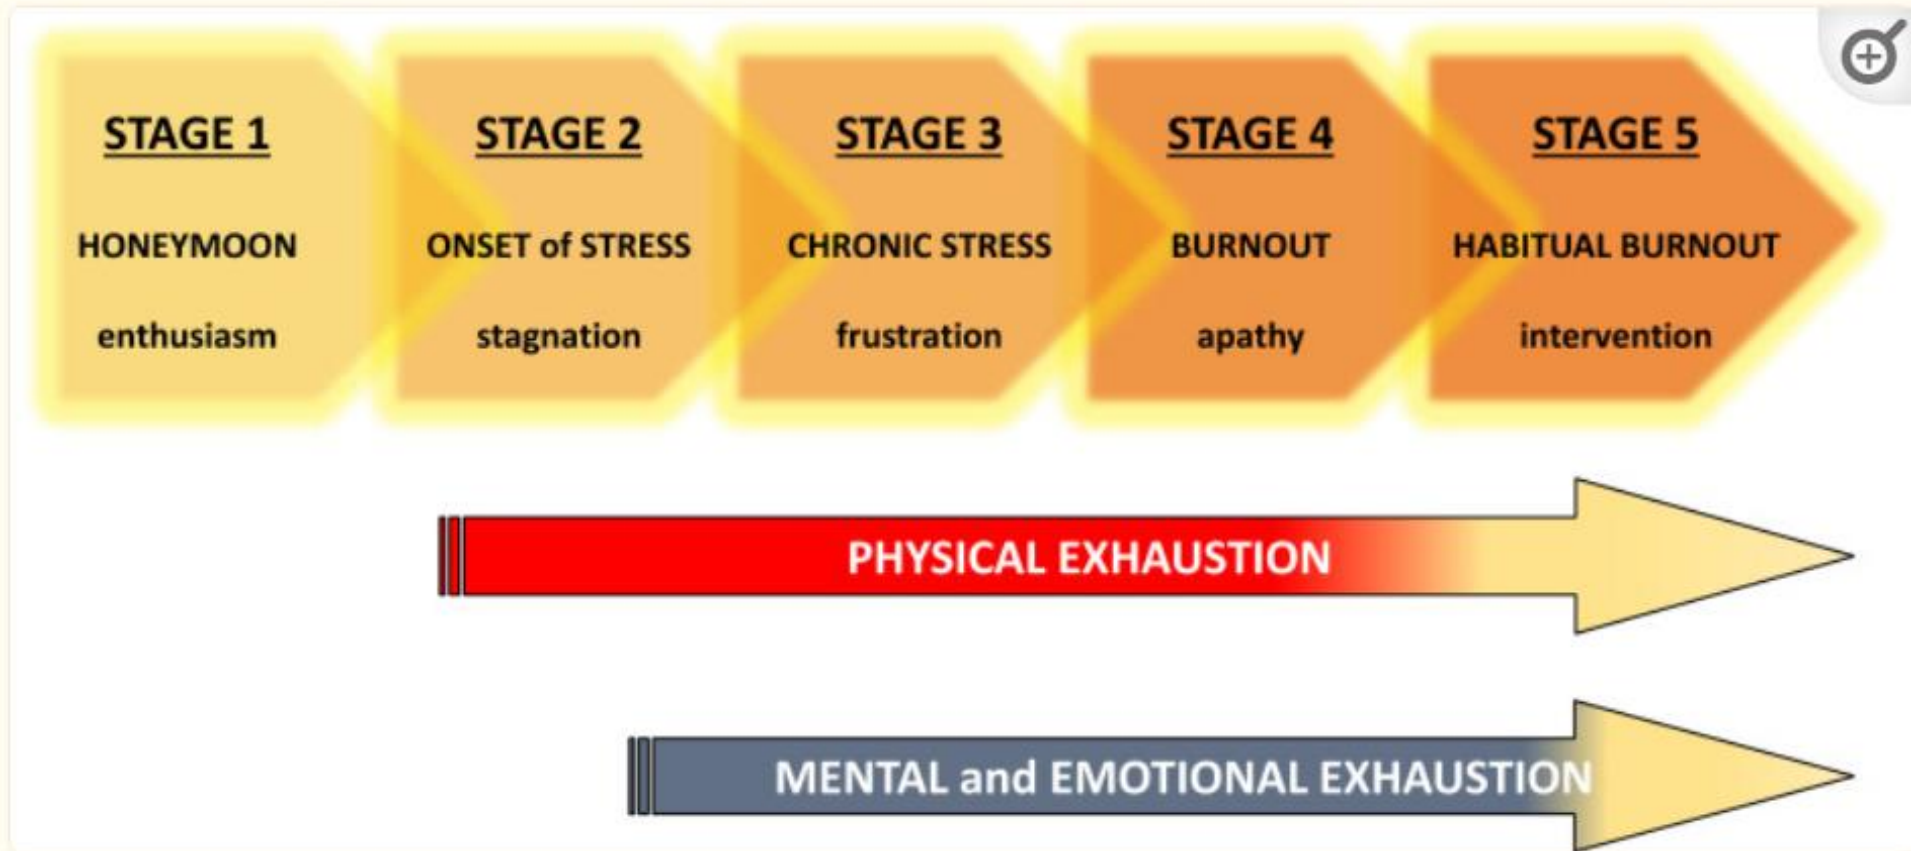 STAGE 1
HONEYMOON
enthusiasm
STAGE 2
ONSET of STRESS
stagnation
STAGE 3
CHRONIC STRESS
frustration
STAGE 4
BURNOUT
apathy
STAGE 5
HABITUAL BURNOUT
intervention
PHYSICAL EXHAUSTION
MENTAL and EMOTIONAL EXHAUSTION